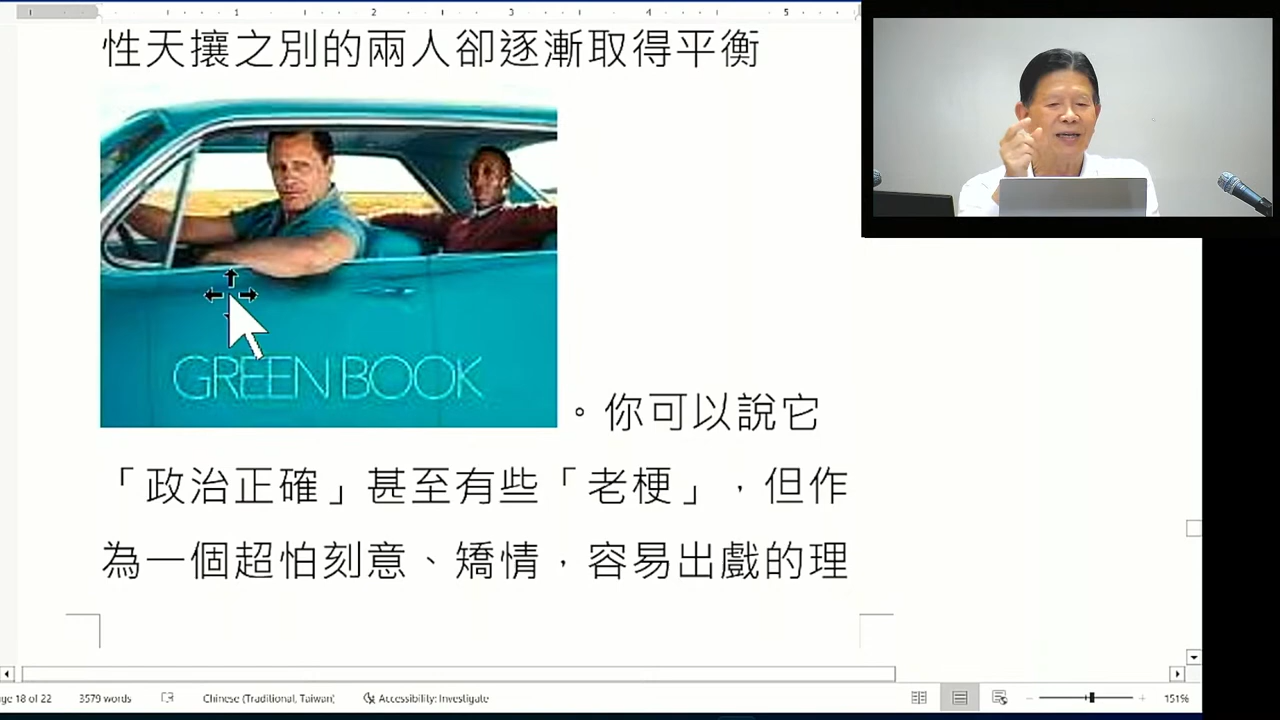 性天攘之別的兩人卻逐漸取得平衡
GREEN BOOK
。你可以說它
「政治正確」甚至有些「老梗」，但作
為一個超怕刻意、矯情，容易出戲的理
ge 18 of 22 3579 words Chinese (Traditional, Taiwan) Accessibility: Investigate 151%